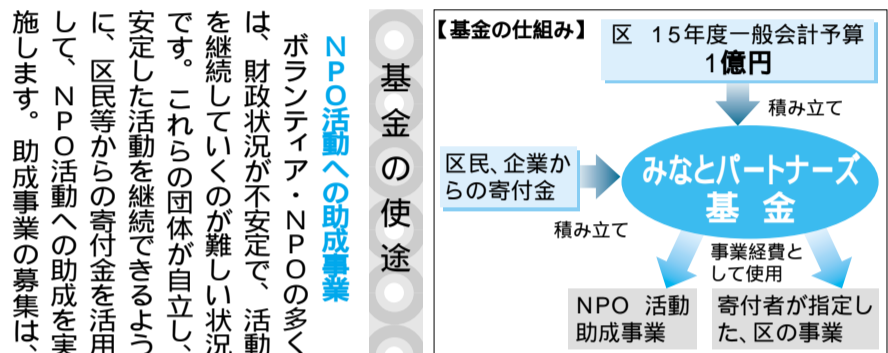 【基金の仕組み】
区　15年度一般会計予算
1億円
積み立て
区民、企業か
らの寄付金
積み立て
みなとパートナーズ
基金
事業経費と
して使用
NPO 活動
助成事業
寄付者が指定し
た、区の事業
基金の使途
NPO活動への助成事業
ボランティア・NPOの多く
は、財政状況が不安定で、活動
を継続していくのが難しい状況
です。これらの団体が自立し、
安定した活動を継続できるよう
に、区民等からの寄付金を活用
して、NPO活動への助成を実
施します。助成事業の募集は、